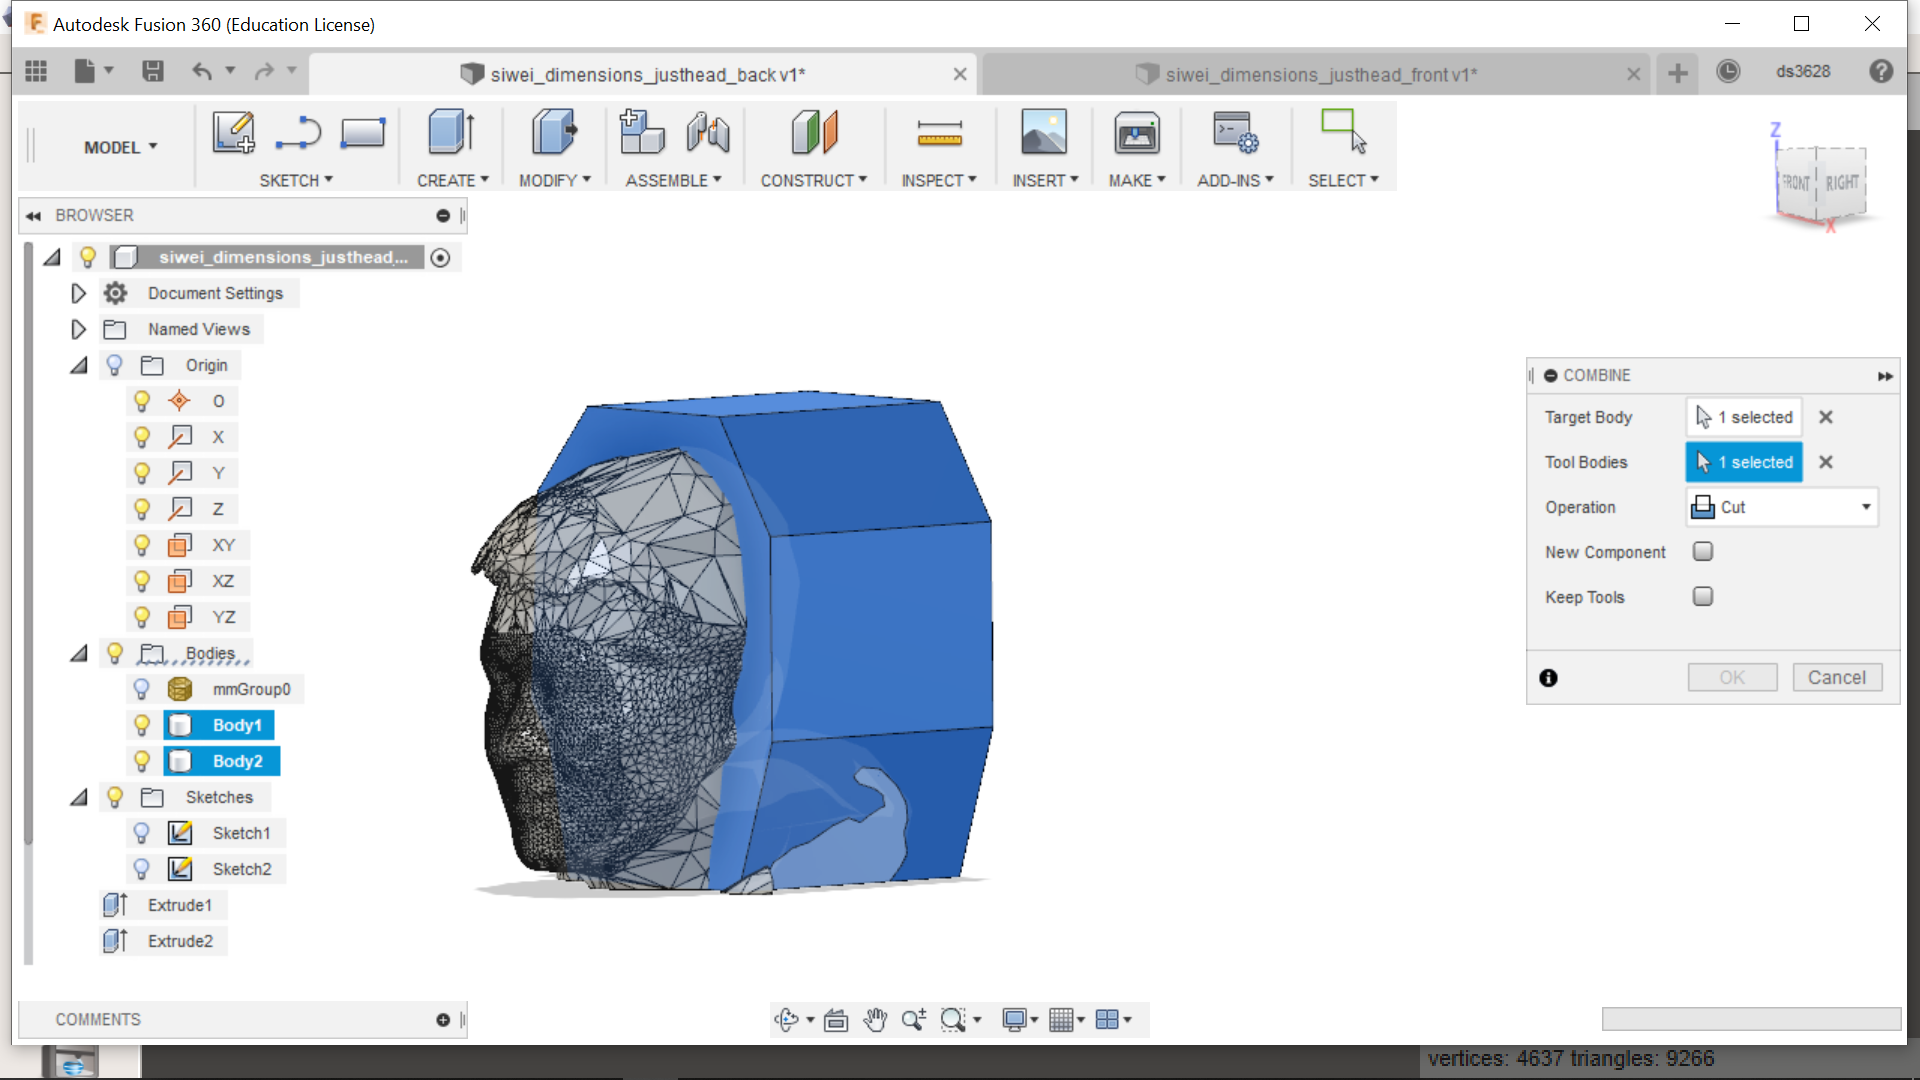 Autodesk Fusion 360 (Education License)
siwei_dimensions_justhead_back v1*
siwei_dimensions_justhead_front v1*
ds3628
MODEL
SKETCH
CREATE
MODIFY
ASSEMBLE
CONSTRUCT
INSPECT
INSERT
MAKE
ADD-INS
SELECT
Z
FRONT
RIGHT
X
BROWSER
siwei_dimensions_justhead_...
Document Settings
Named Views
Origin
O
X
Y
Z
XY
XZ
YZ
Bodies
mmGroup0
Body1
Body2
Sketches
Sketch1
Sketch2
Extrude1
Extrude2
COMBINE
Target Body 1 selected
Tool Bodies 1 selected
Operation Cut
New Component
Keep Tools
OK Cancel
COMMENTS
vertices: 4637 triangles: 9266